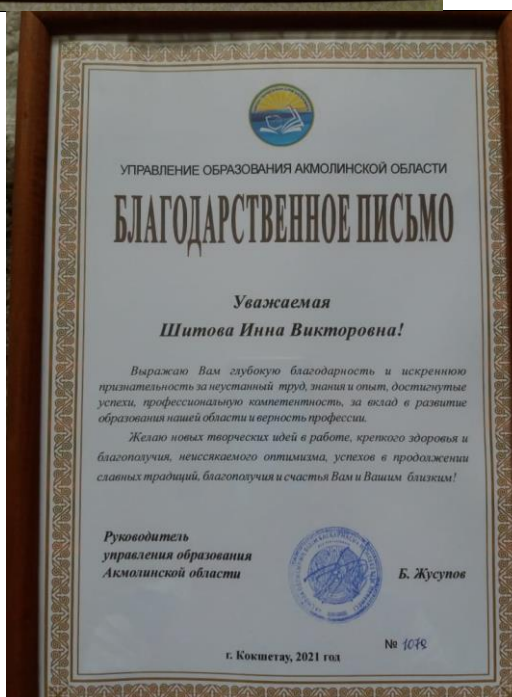 УПРАВЛЕНИЕ ОБРАЗОВАНИЯ АКМОЛИНСКОЙ ОБЛАСТИ
БЛАГОДАРСТВЕННОЕ ПИСЬМО
Уважаемая
Шитова Инна Викторовна!
Выражаю Вам глубокую благодарность и искреннюю
признательность за неустанный труд, знания и опыт, достигнутые
успехи, профессиональную компетентность, за вклад в развитие
образования нашей области и верность профессии.
Желаю новых творческих идей в работе, крепкого здоровья и
благополучия, неиссякаемого оптимизма, успехов в продолжении
славных традиций, благополучия и счастья Вам и Вашим близким!
Руководитель
управления образования
Акмолинской области
Б. Жусупов
№ 1078
г. Кокшетау, 2021 год